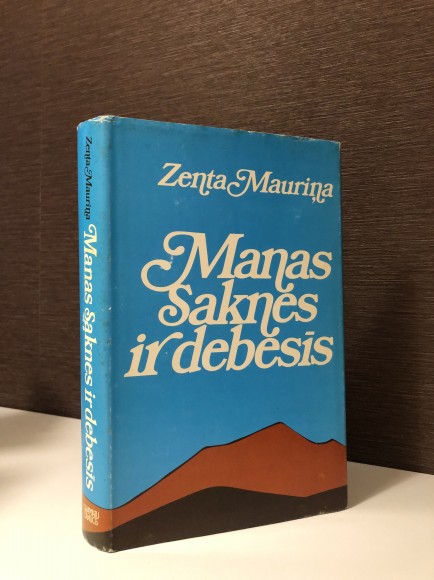 Zenta Mauriņa
Manas
saknes
ir debesīs
Zenta Mauriņa
Manas saknes ir debesīs